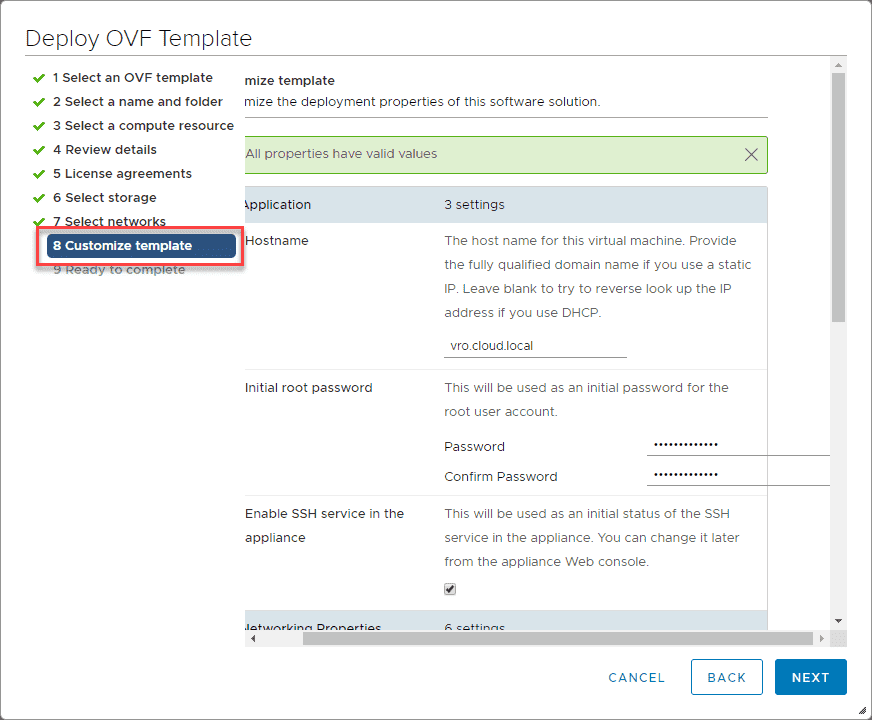 Deploy OVF Template
1 Select an OVF template
2 Select a name and folder
3 Select a compute resource
4 Review details
5 License agreements
6 Select storage
7 Select networks
8 Customize template
9 Ready to complete
mize template
mize the deployment properties of this software solution.
All properties have valid values
Application
3 settings
Hostname
The host name for this virtual machine. Provide
the fully qualified domain name if you use a static
IP. Leave blank to try to reverse look up the IP
address if you use DHCP.
vro.cloud.local
Initial root password
This will be used as an initial password for the
root user account.
Password
•••••••••••••
Confirm Password
•••••••••••••
Enable SSH service in the
appliance
This will be used as an initial status of the SSH
service in the appliance. You can change it later
from the appliance Web console.
Networking Properties
6 settings
CANCEL
BACK
NEXT